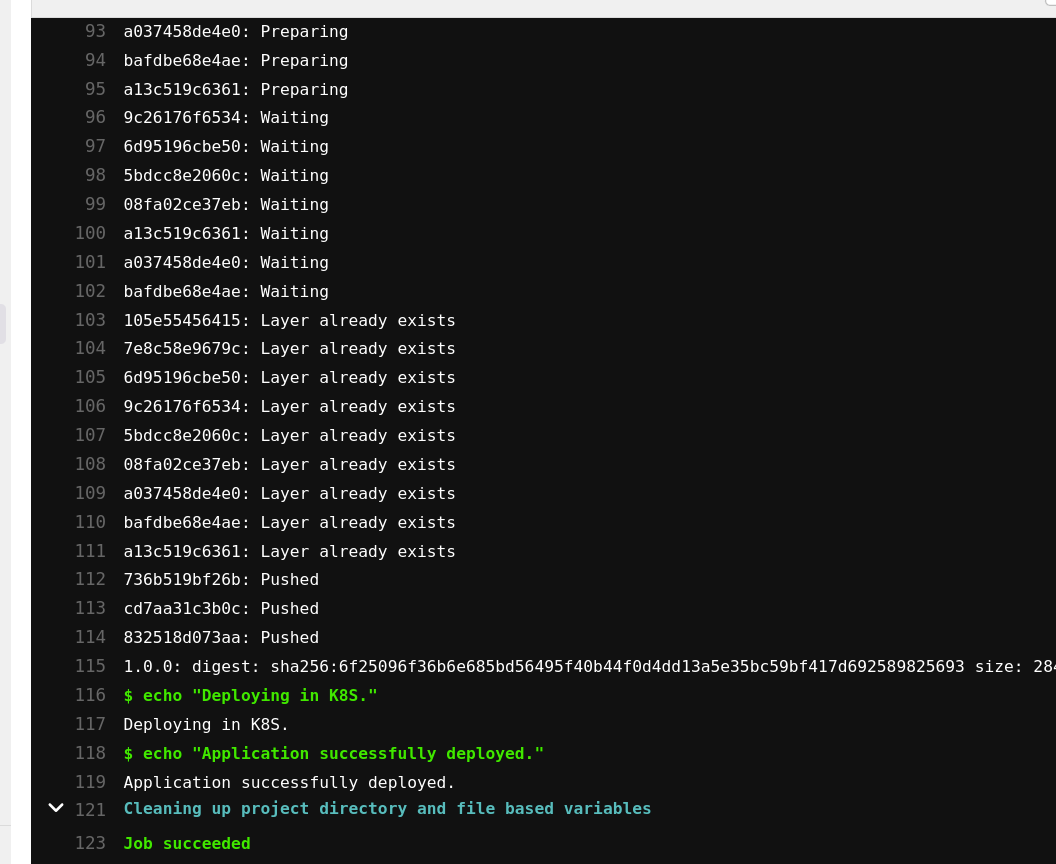 93 a037458de4e0: Preparing
94 bafdbe68e4ae: Preparing
95 a13c519c6361: Preparing
96 9c26176f6534: Waiting
97 6d95196cbe50: Waiting
98 5bdcc8e2060c: Waiting
99 08fa02ce37eb: Waiting
100 a13c519c6361: Waiting
101 a037458de4e0: Waiting
102 bafdbe68e4ae: Waiting
103 105e55456415: Layer already exists
104 7e8c58e9679c: Layer already exists
105 6d95196cbe50: Layer already exists
106 9c26176f6534: Layer already exists
107 5bdcc8e2060c: Layer already exists
108 08fa02ce37eb: Layer already exists
109 a037458de4e0: Layer already exists
110 bafdbe68e4ae: Layer already exists
111 a13c519c6361: Layer already exists
112 736b519bf26b: Pushed
113 cd7aa31c3b0c: Pushed
114 832518d073aa: Pushed
115 1.0.0: digest: sha256:6f25096f36b6e685bd56495f40b44f0d4dd13a5e35bc59bf417d692589825693 size: 284
116 $ echo "Deploying in K8S."
117 Deploying in K8S.
118 $ echo "Application successfully deployed."
119 Application successfully deployed.
121 Cleaning up project directory and file based variables
123 Job succeeded